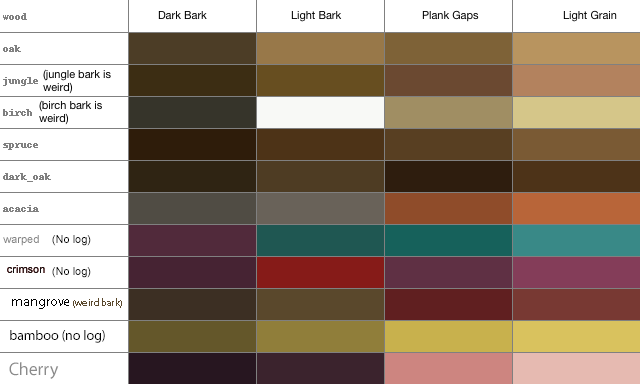 wood Dark Bark Light Bark Plank Gaps Light Grain
oak
jungle (jungle bark is
weird)
birch (birch bark is
weird)
spruce
dark_oak
acacia
warped (No log)
crimson (No log)
mangrove (weird bark)
bamboo (no log)
Cherry